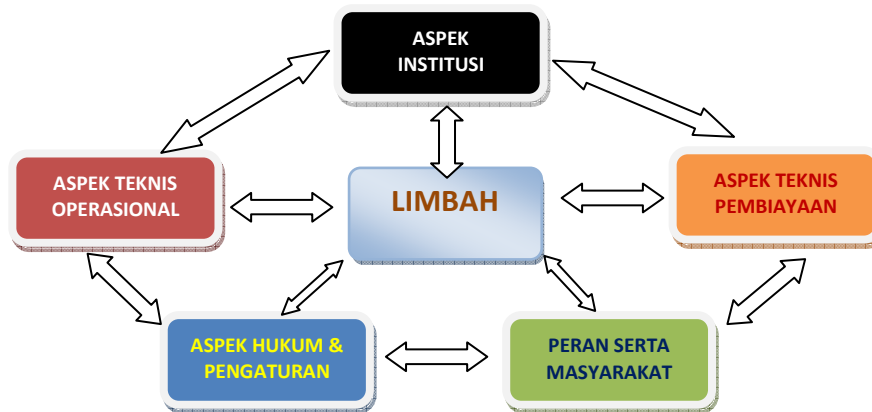 ASPEK
INSTITUSI
ASPEK TEKNIS
OPERASIONAL
LIMBAH
ASPEK TEKNIS
PEMBIAYAAN
ASPEK HUKUM &
PENGATURAN
PERAN SERTA
MASYARAKAT